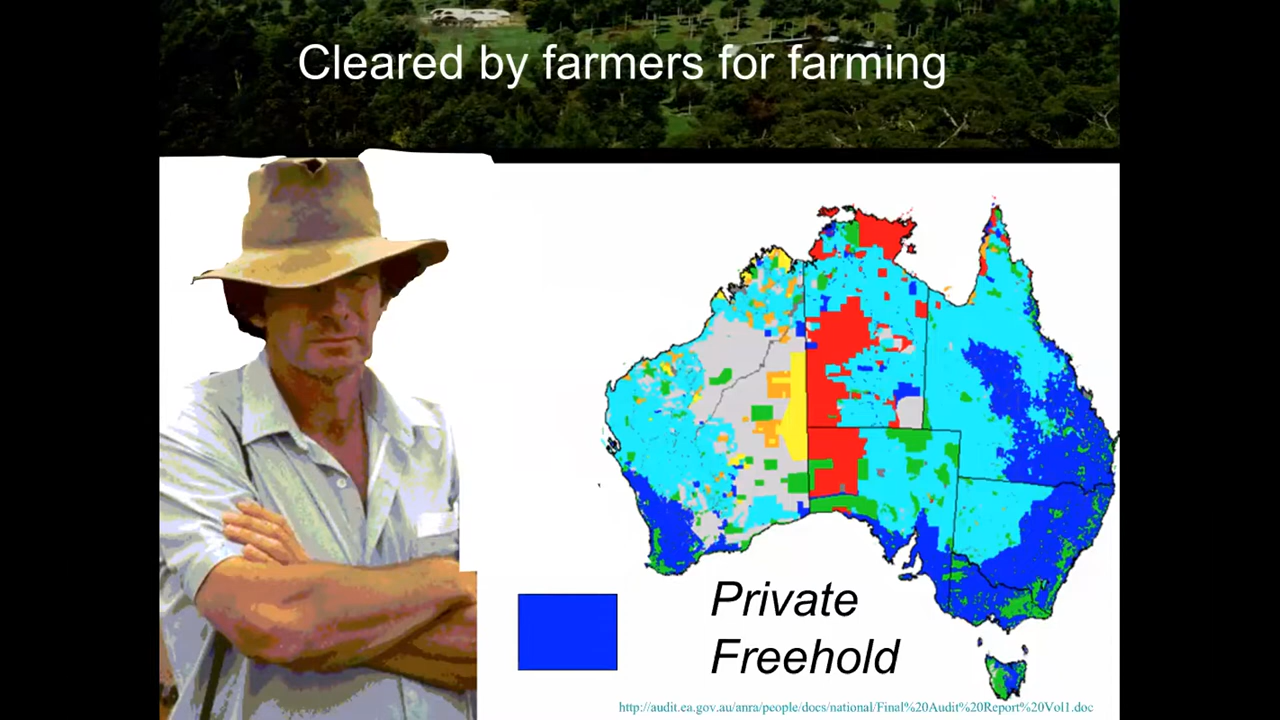 Cleared by farmers for farming
Private
Freehold
http://audit.ea.gov.au/anra/people/docs/national/Final%20Audit%20Report%20Vol1.doc